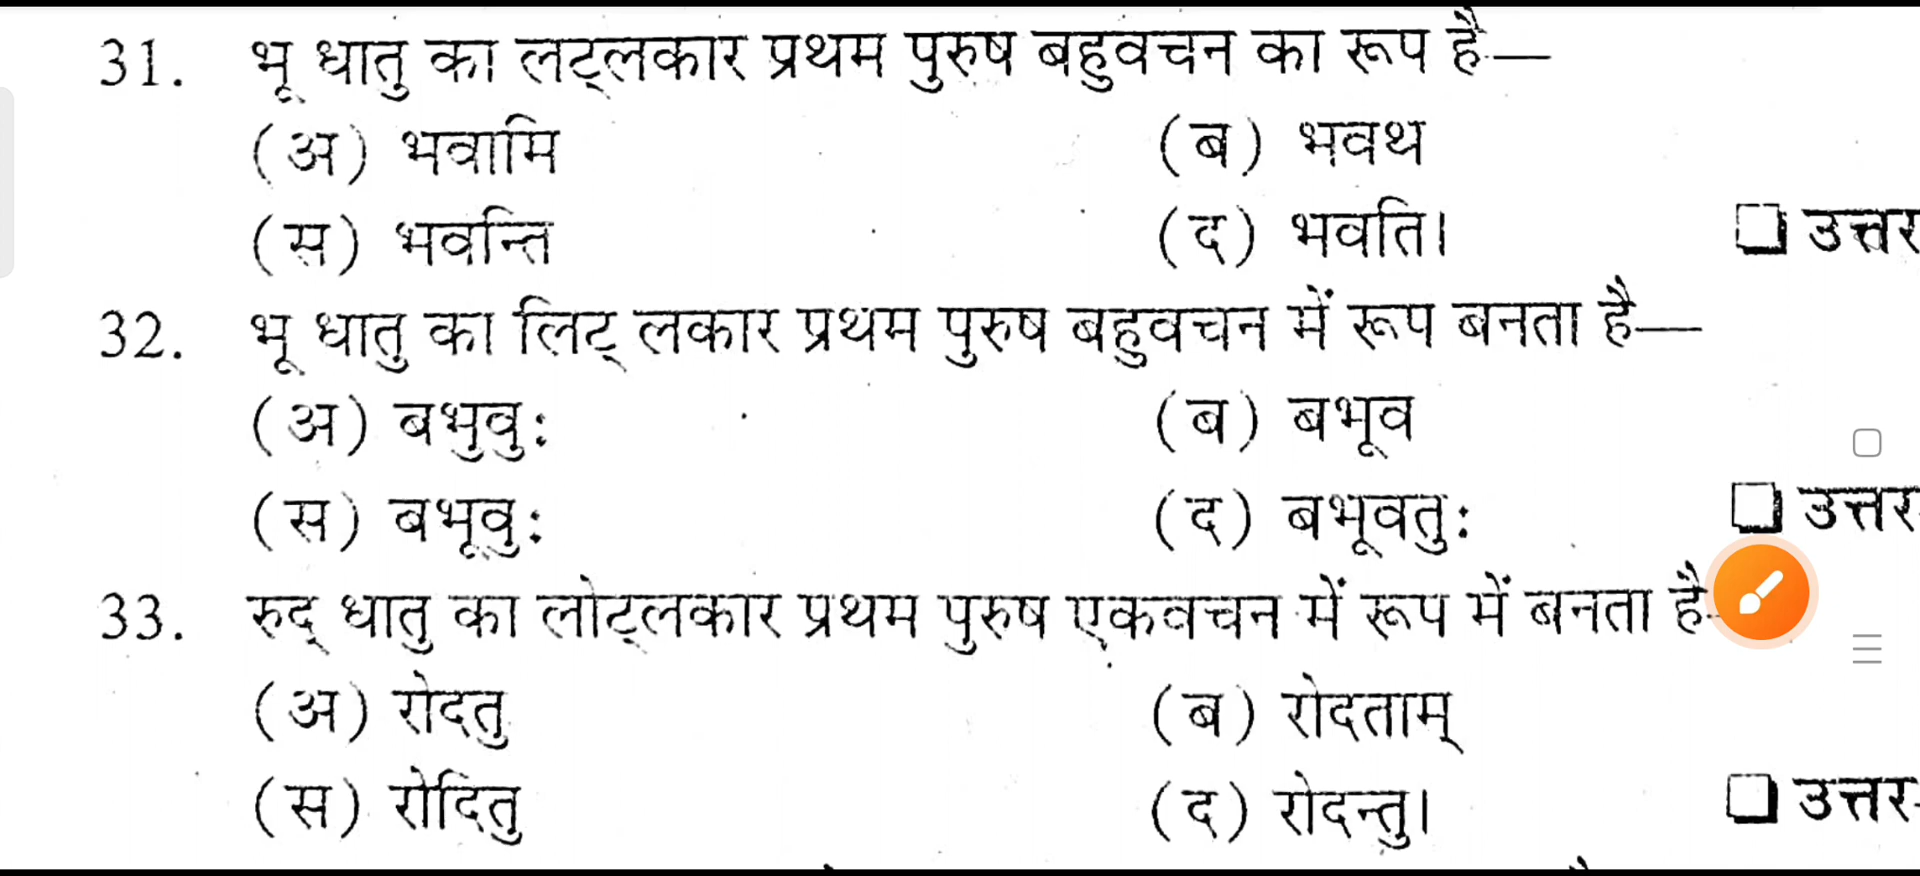 31. भू धातु का लट्लकार प्रथम पुरुष बहुवचन का रूप है—
(अ) भवामि (ब) भवथ
(स) भवन्ति (द) भवति। उत्तर
32. भू धातु का लिट् लकार प्रथम पुरुष बहुवचन में रूप बनता है—
(अ) बभुवुः (ब) बभूव
(स) बभूवुः (द) बभूवतुः उत्तर
33. रुद् धातु का लोट्लकार प्रथम पुरुष एकवचन में रूप में बनता है
(अ) रोदतु (ब) रोदताम्
(स) रोदितु (द) रोदन्तु। उत्तर